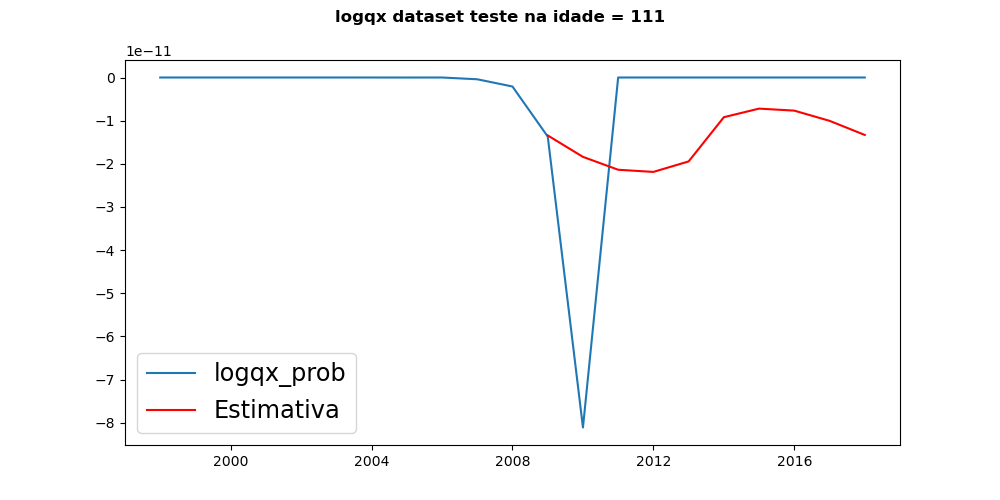 logqx dataset teste na idade = 111
1e−11
0
−1
−2
−3
−4
−5
−6
−7
−8
logqx_prob
Estimativa
2000 2004 2008 2012 2016